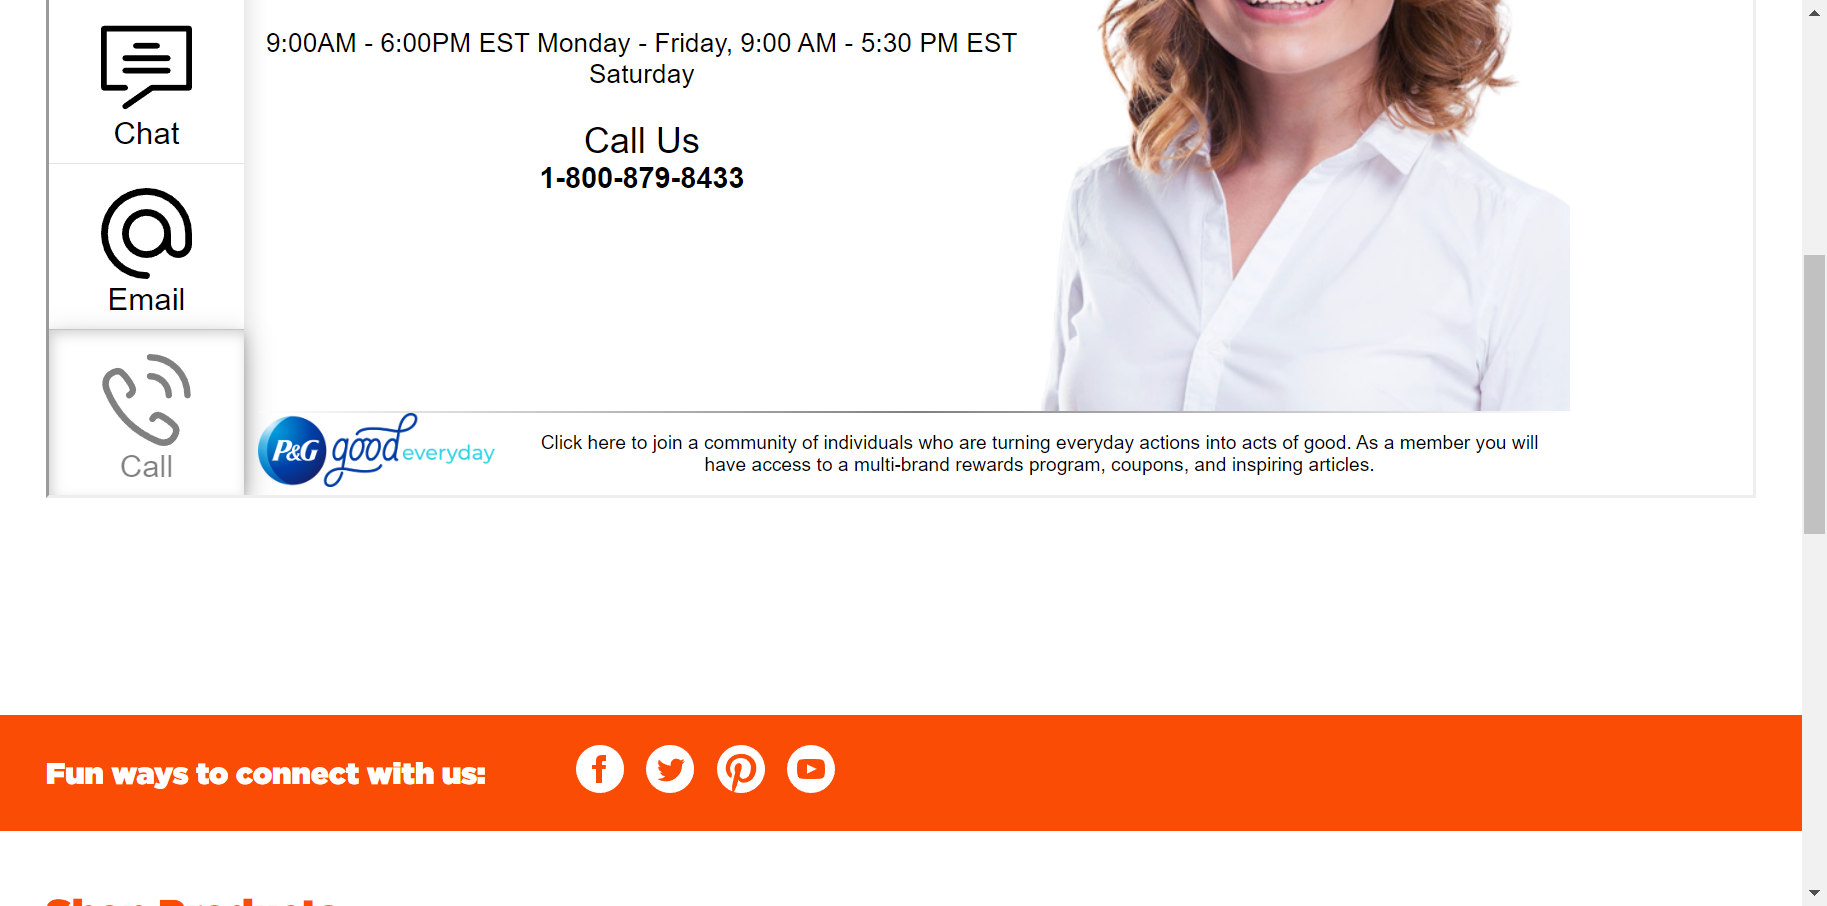 Chat
Email
Call
9:00AM - 6:00PM EST Monday - Friday, 9:00 AM - 5:30 PM EST
Saturday
Call Us
1-800-879-8433
P&G good everyday
Click here to join a community of individuals who are turning everyday actions into acts of good. As a member you will
have access to a multi-brand rewards program, coupons, and inspiring articles.
Fun ways to connect with us:
Shop Products